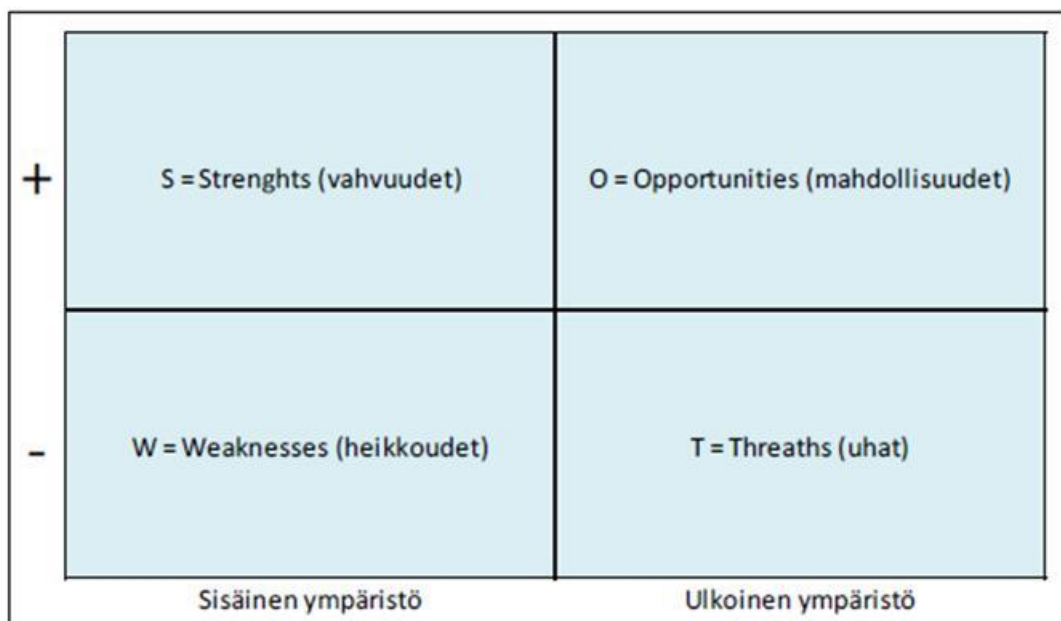 +
S = Strenghts (vahvuudet)
O = Opportunities (mahdollisuudet)
-
W = Weaknesses (heikkoudet)
T = Threaths (uhat)
Sisäinen ympäristö
Ulkoinen ympäristö